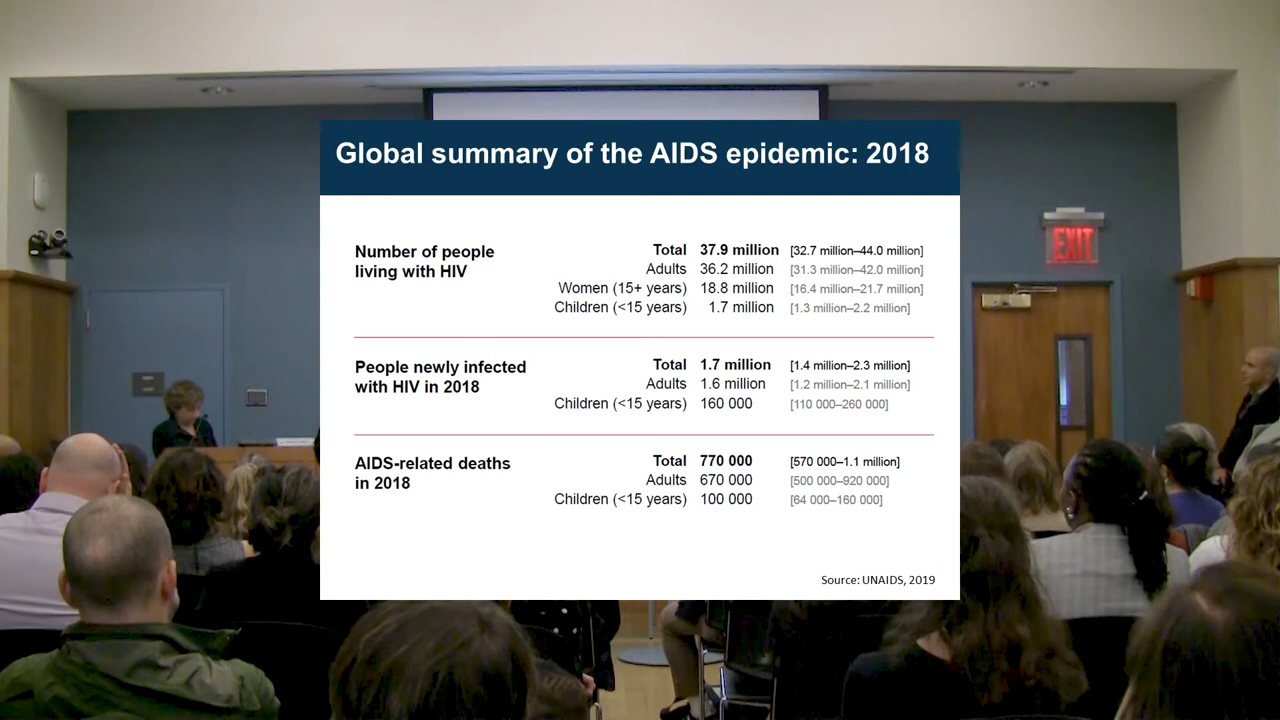 Global summary of the AIDS epidemic: 2018
Number of people
living with HIV
Total 37.9 million [32.7 million–44.0 million]
Adults 36.2 million [31.3 million–42.0 million]
Women (15+ years) 18.8 million [16.4 million–21.7 million]
Children (<15 years) 1.7 million [1.3 million–2.2 million]
People newly infected
with HIV in 2018
Total 1.7 million [1.4 million–2.3 million]
Adults 1.6 million [1.2 million–2.1 million]
Children (<15 years) 160 000 [110 000–260 000]
AIDS-related deaths
in 2018
Total 770 000 [570 000–1.1 million]
Adults 670 000 [500 000–920 000]
Children (<15 years) 100 000 [64 000–160 000]
Source: UNAIDS, 2019
EXIT